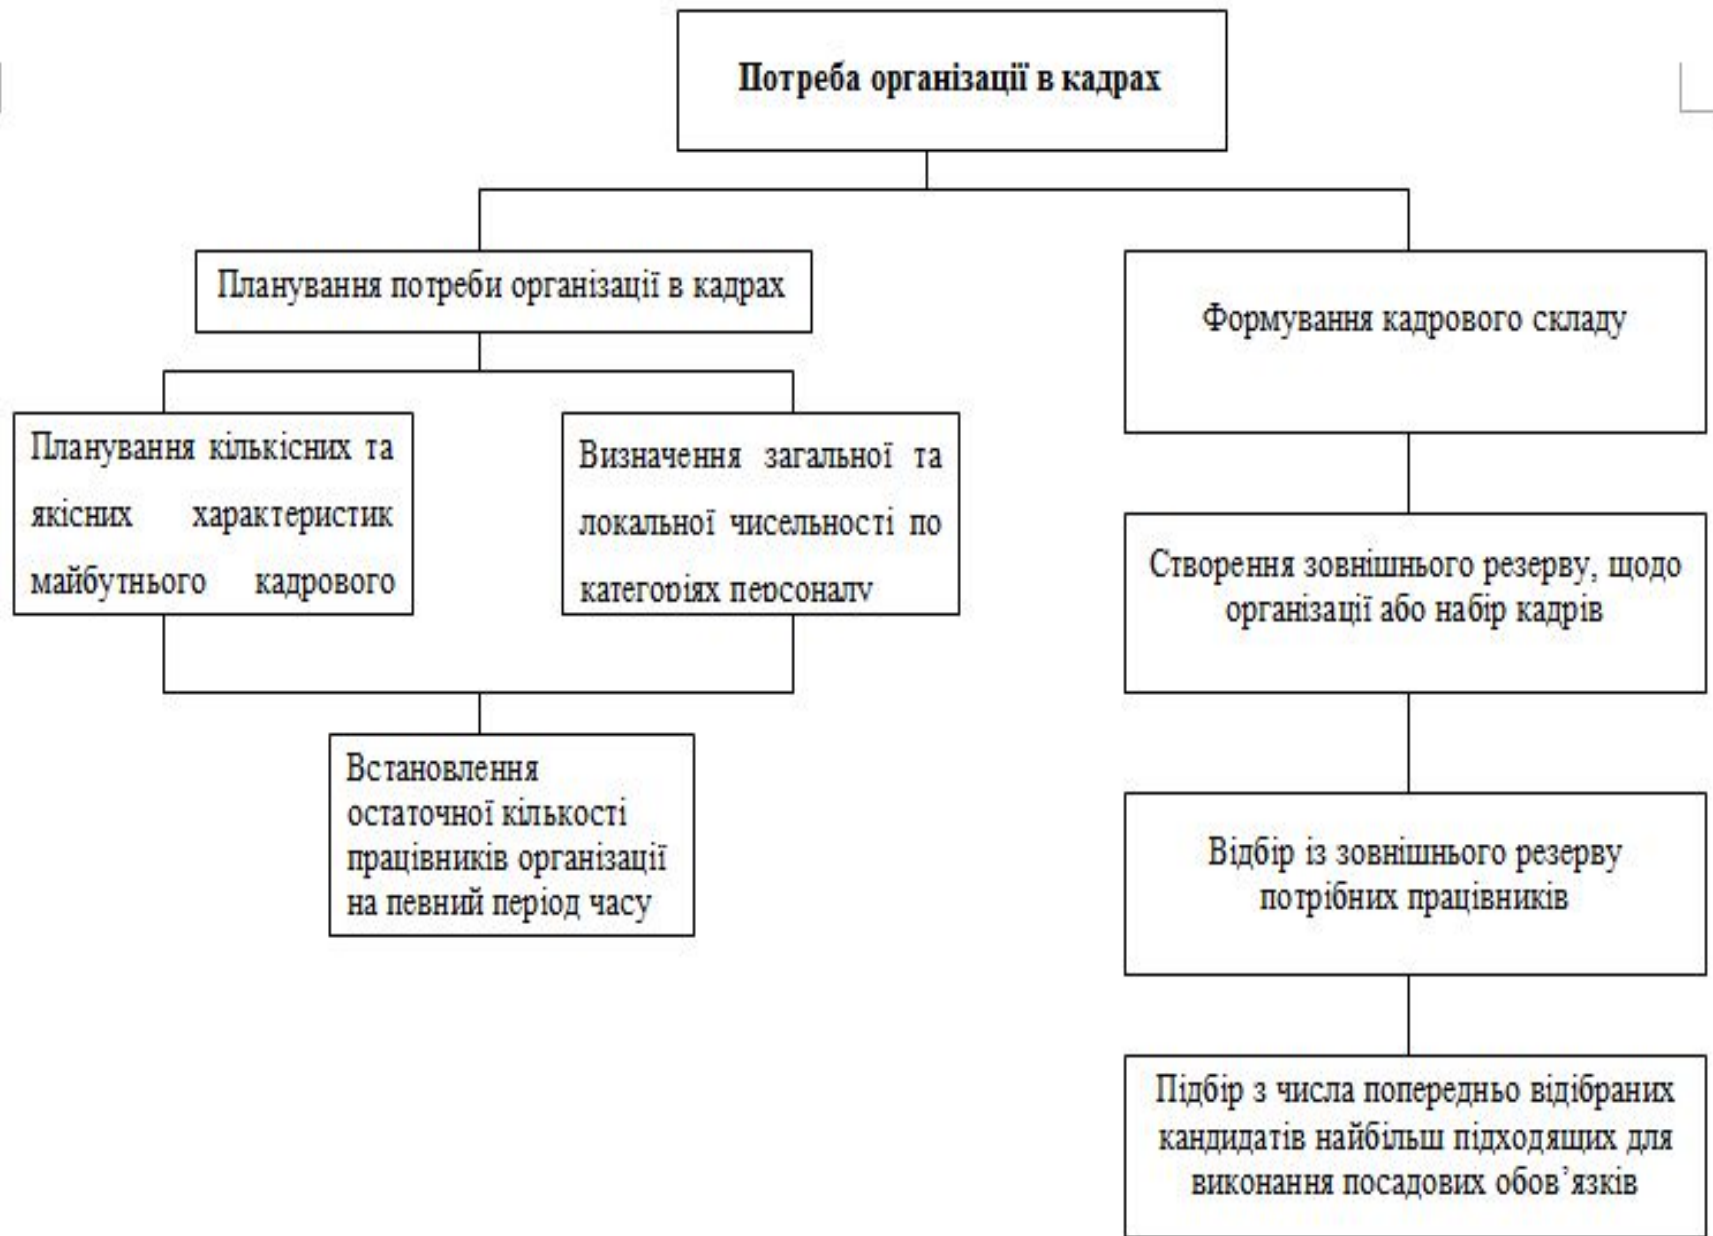 Потреба організації в кадрах
Планування потреби організації в кадрах
Формування кадрового складу
Планування кількісних та
якісних характеристик
майбутнього кадрового
Визначення загальної та
локальної чисельності по
категоріях персоналу
Створення зовнішнього резерву, щодо
організації або набір кадрів
Встановлення
остаточної кількості
працівників організації
на певний період часу
Відбір із зовнішнього резерву
потрібних працівників
Підбір з числа попередньо відібраних
кандидатів найбільш підходящих для
виконання посадових обов’язків